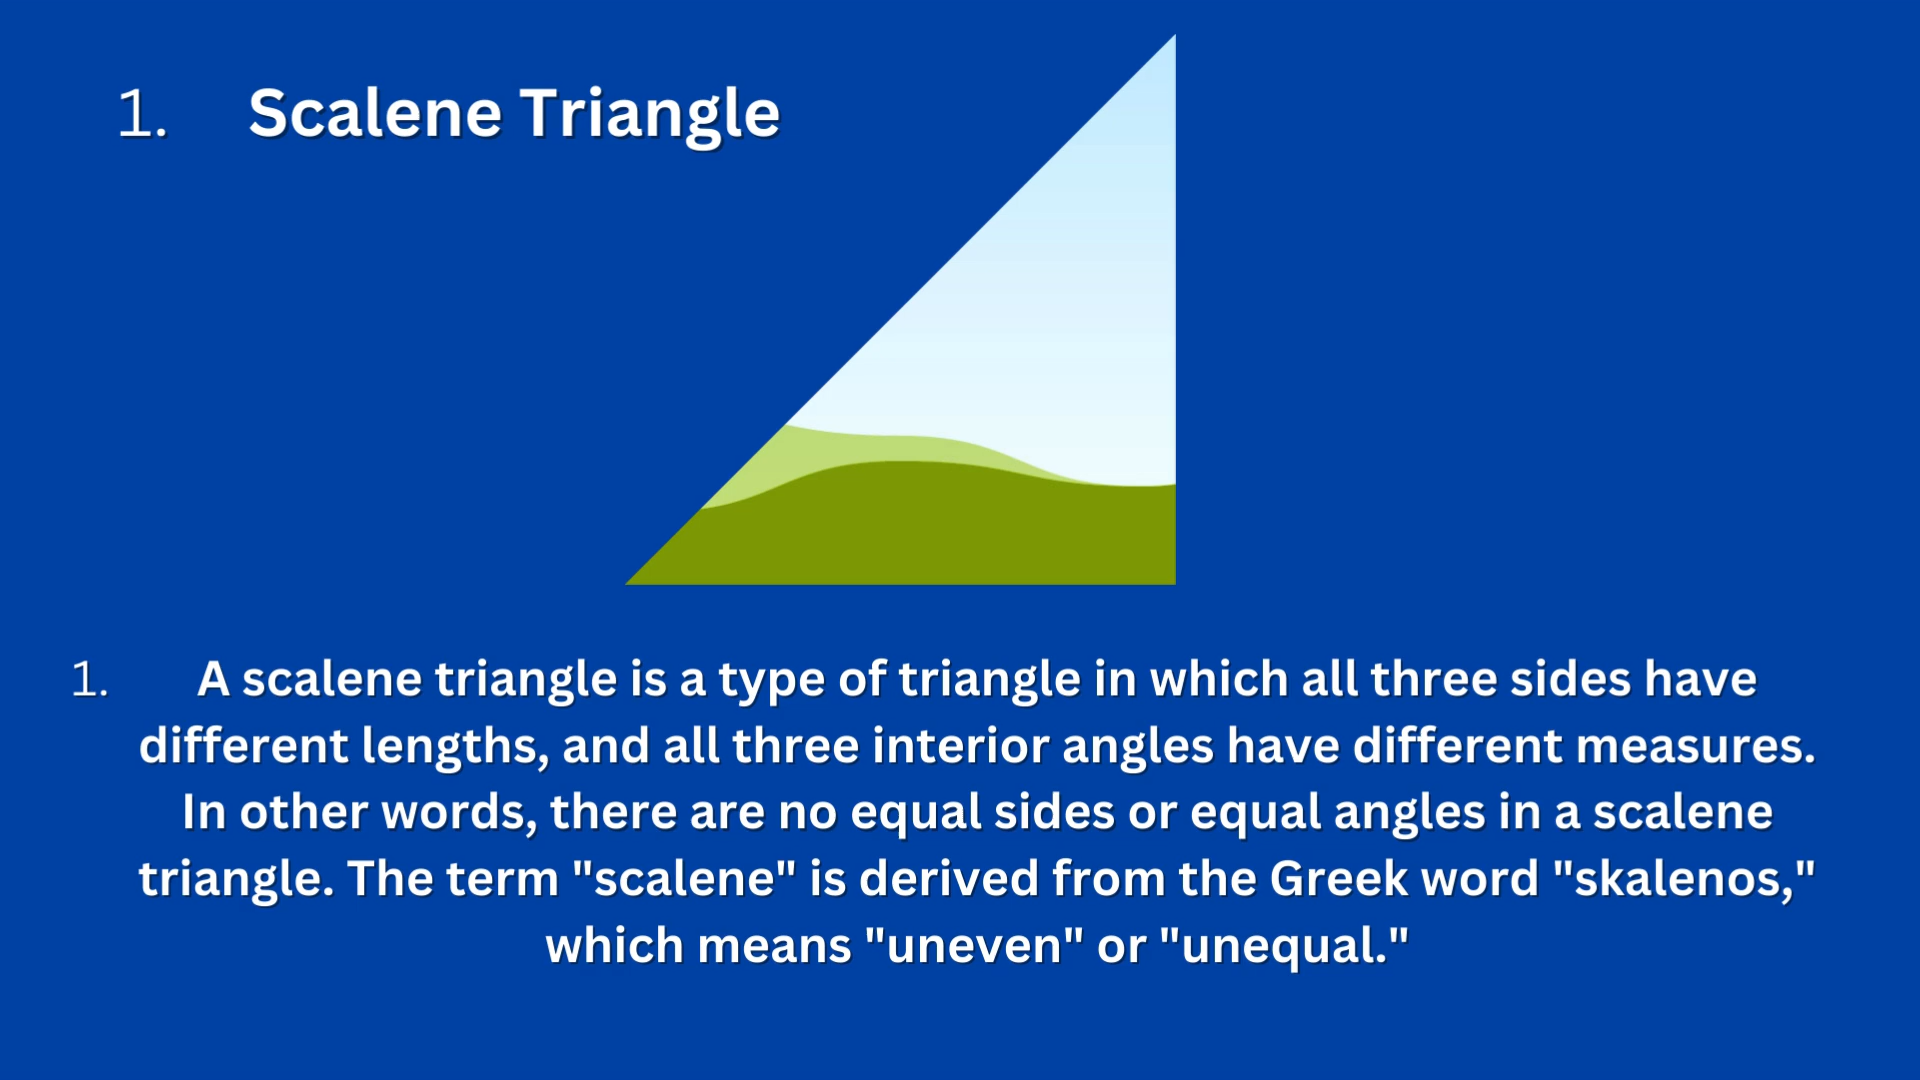 1. Scalene Triangle
1. A scalene triangle is a type of triangle in which all three sides have
different lengths, and all three interior angles have different measures.
In other words, there are no equal sides or equal angles in a scalene
triangle. The term "scalene" is derived from the Greek word "skalenos,"
which means "uneven" or "unequal."